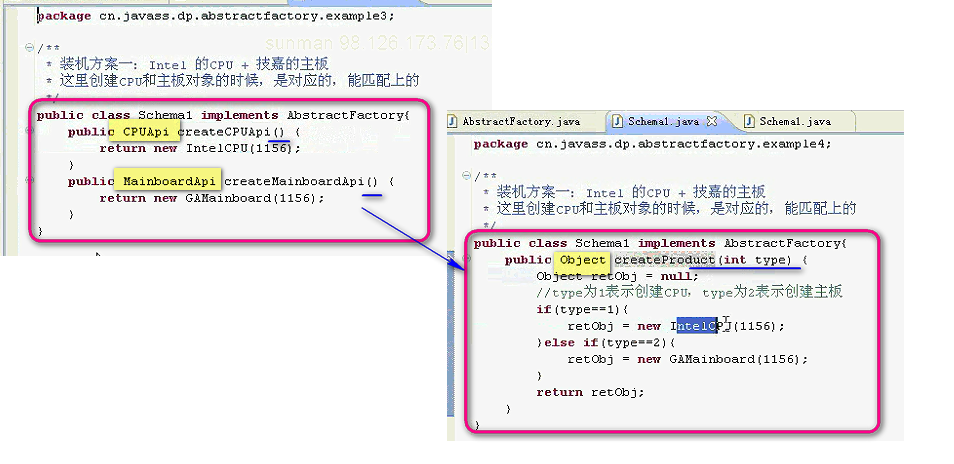 package cn.javass.dp.abstractfactory.example3;
sunman 98 126 173.76|13
/**
* 装机方案一：Intel 的CPU + 技嘉的主板
* 这里创建CPU和主板对象的时候，是对应的，能匹配上的
*/
public class Schema1 implements AbstractFactory{
public CPUApi createCPUApi() {
return new IntelCPU(1156);
}
public MainboardApi createMainboardApi() {
return new GAMainboard(1156);
}
}
AbstractFactory.java
Schema1.java
Schema1.java
package cn.javass.dp.abstractfactory.example4;
/**
* 装机方案一：Intel 的CPU + 技嘉的主板
* 这里创建CPU和主板对象的时候，是对应的，能匹配上的
*/
public class Schema1 implements AbstractFactory{
public Object createProduct(int type) {
Object retObj = null;
//type为1表示创建CPU，type为2表示创建主板
if(type==1){
retObj = new IntelCPU(1156);
}else if(type==2){
retObj = new GAMainboard(1156);
}
return retObj;
}
}